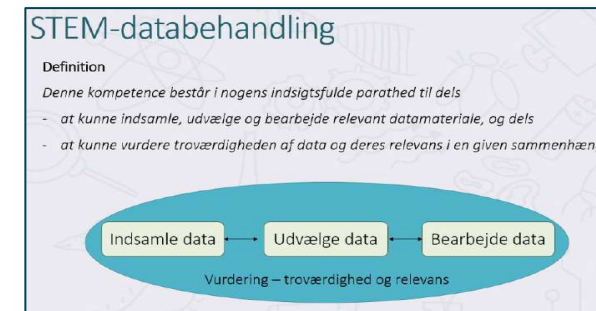 STEM-databehandling
Definition
Denne kompetence består i nogens indsigtsfulde parathed til dels
- at kunne indsamle, udvælge og bearbejde relevant datamateriale, og dels
- at kunne vurdere troværdigheden af data og deres relevans i en given sammenhæn
Indsamle data
Udvælge data
Bearbejde data
Vurdering – troværdighed og relevans